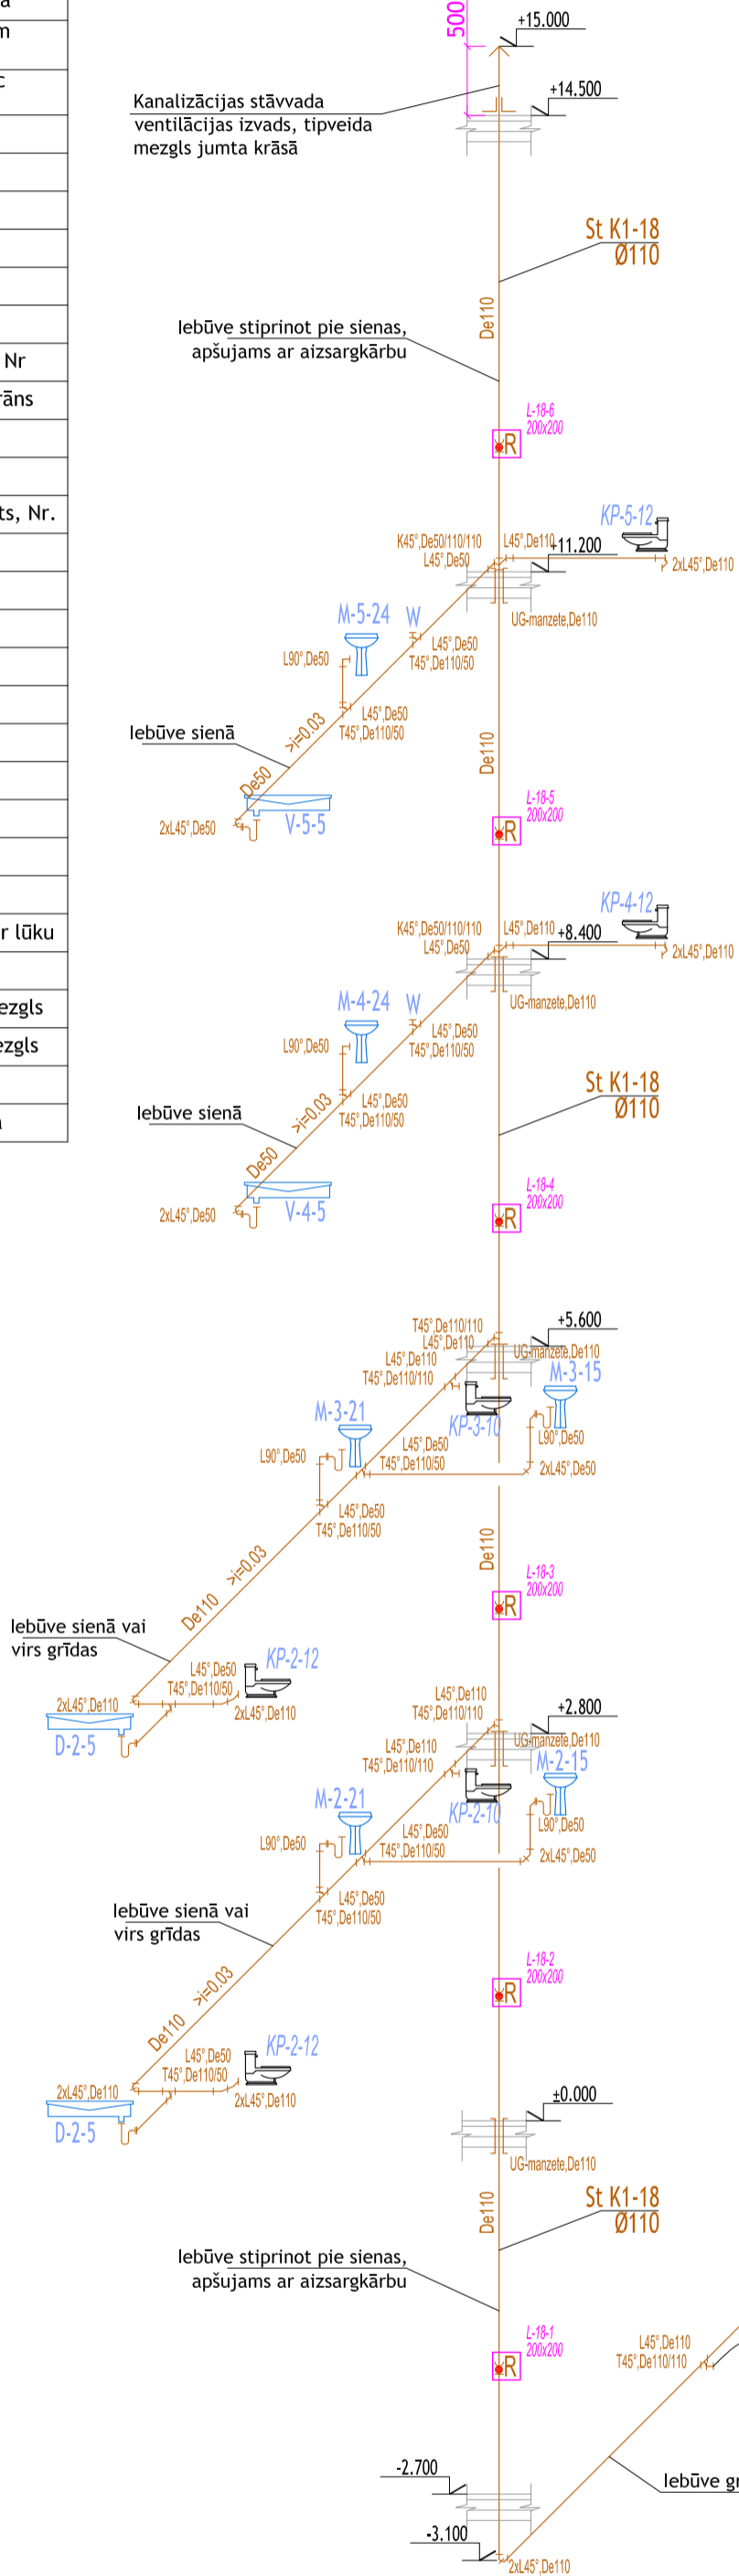 a
m
c
Nr
rāns
ts, Nr.
r lūku
ezgls
ezgls
500
+15.000
+14.500
Kanalizācijas stāvvada
ventilācijas izvads, tipveida
mezgls jumta krāsā
St K1-18
Ø110
De110
Iebūve stiprinot pie sienas,
apšujams ar aizsargkārbu
L-18-6
200x200
R
KP-5-12
K45°,De50/110/110
L45°,De110
+11.200
L45°,De50
2xL45°,De110
UG-manzete,De110
M-5-24
W
L45°,De50
T45°,De110/50
L90°,De50
L45°,De50
T45°,De110/50
Iebūve sienā
>i=0.03
De50
De110
2xL45°,De50
V-5-5
L-18-5
200x200
R
KP-4-12
K45°,De50/110/110
L45°,De110
+8.400
L45°,De50
2xL45°,De110
UG-manzete,De110
M-4-24
W
L45°,De50
T45°,De110/50
L90°,De50
L45°,De50
T45°,De110/50
Iebūve sienā
>i=0.03
De50
St K1-18
Ø110
2xL45°,De50
V-4-5
L-18-4
200x200
R
+5.600
T45°,De110/110
L45°,De110
UG-manzete,De110
L45°,De110
T45°,De110/110
M-3-15
KP-3-10
M-3-21
L90°,De50
L45°,De50
T45°,De110/50
L90°,De50
2xL45°,De50
L45°,De50
T45°,De110/50
>i=0.03
De110
De110
L-18-3
200x200
R
Iebūve sienā vai
virs grīdas
KP-2-12
L45°,De50
T45°,De110/50
2xL45°,De110
2xL45°,De110
D-2-5
L45°,De110
T45°,De110/110
+2.800
UG-manzete,De110
L45°,De110
T45°,De110/110
M-2-15
KP-2-10
M-2-21
L90°,De50
L45°,De50
T45°,De110/50
L90°,De50
2xL45°,De50
L45°,De50
T45°,De110/50
Iebūve sienā vai
virs grīdas
>i=0.03
De110
L-18-2
200x200
R
KP-2-12
L45°,De50
T45°,De110/50
2xL45°,De110
2xL45°,De110
D-2-5
±0.000
UG-manzete,De110
De110
St K1-18
Ø110
Iebūve stiprinot pie sienas,
apšujams ar aizsargkārbu
L-18-1
200x200
R
L45°,De110
T45°,De110/110
-2.700
Iebūve gr
-3.100
2xL45°,De110